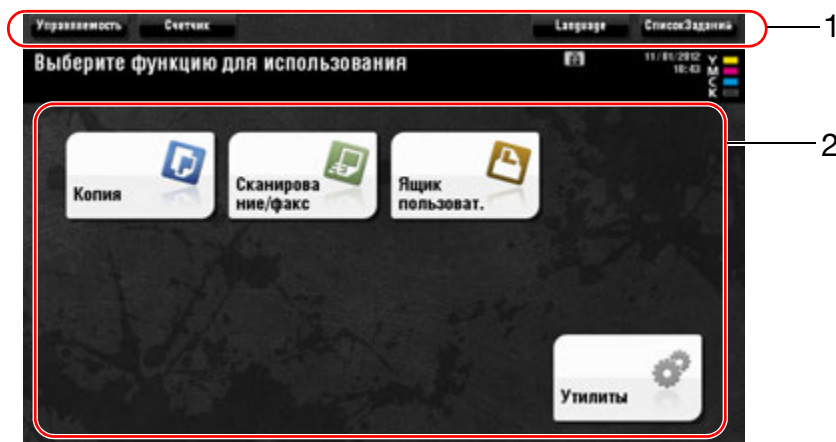 Управляемость Счетчик Language СписокЗаданий 1
Выберите функцию для использования 11/01/2012 Y
10:43 M
C
K
2
Копия
Сканирова
ние/факс
Ящик
пользоват.
Утилиты